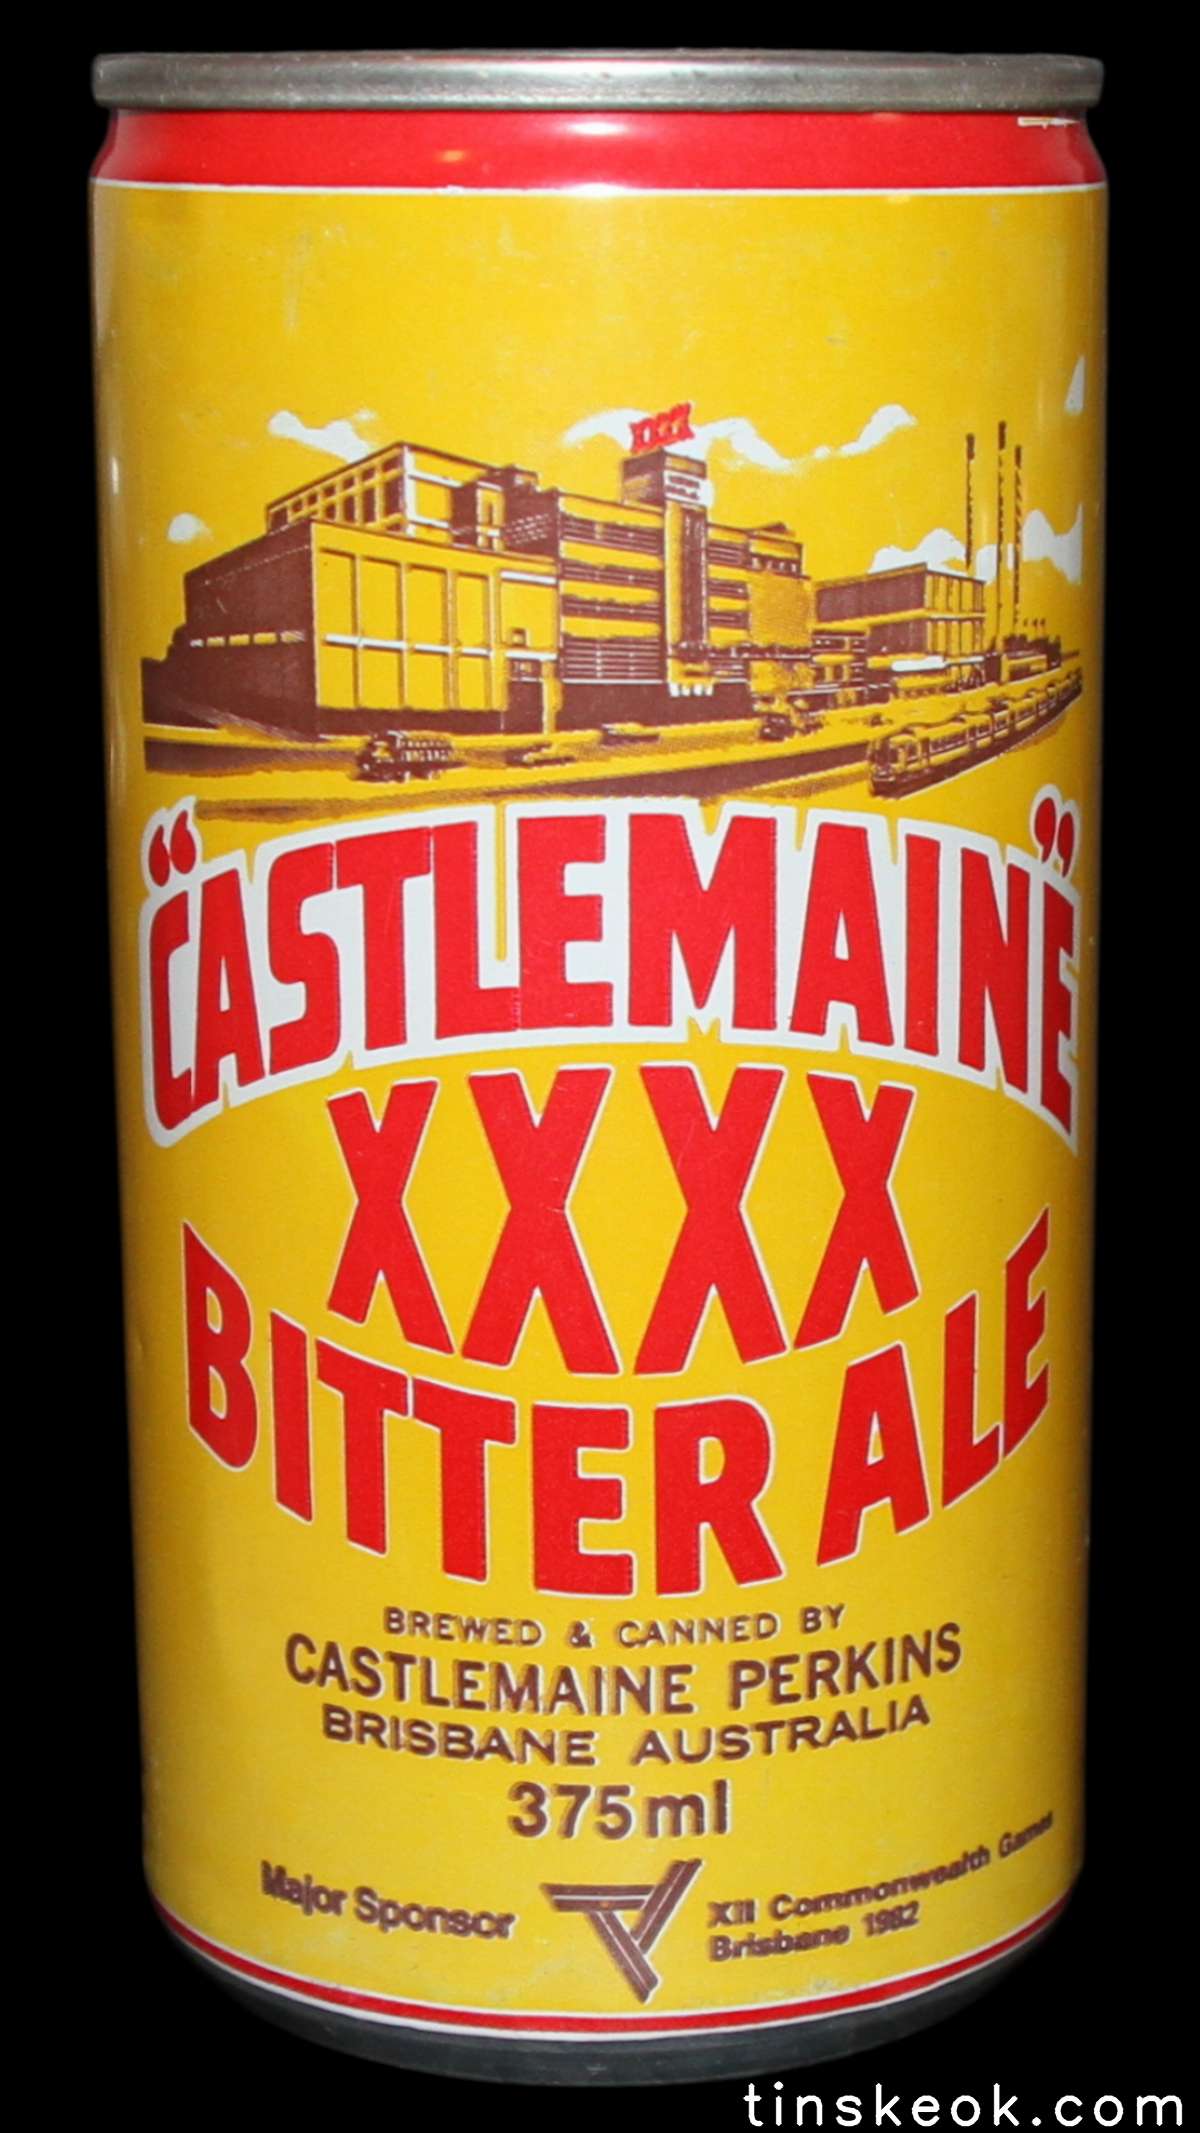 XXXX
"CASTLEMAINE"
XXXX
BITTER ALE
BREWED & CANNED BY
CASTLEMAINE PERKINS
BRISBANE AUSTRALIA
375ml
Major Sponsor
XII Commonwealth Games
Brisbane 1982
tinskeok.com